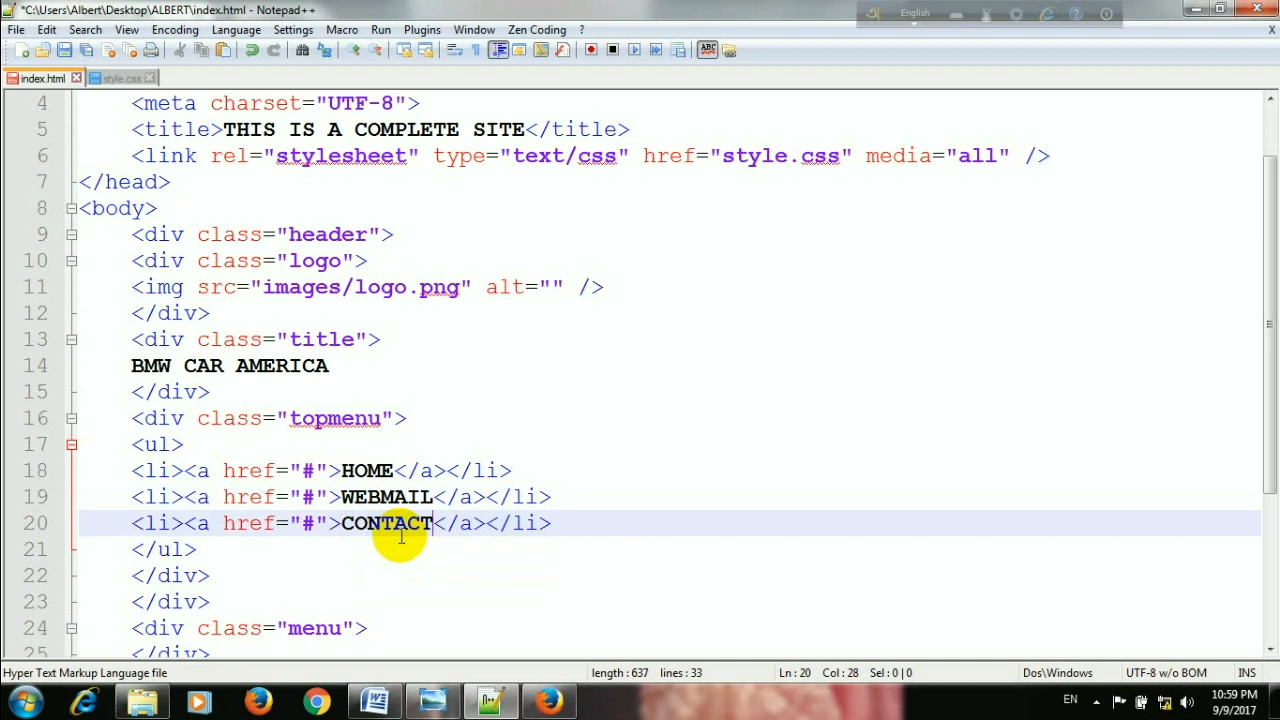 *C:\Users\Albert\Desktop\ALBERT\index.html - Notepad++
English
File Edit Search View Encoding Language Settings Macro Run Plugins Window Zen Coding ? X
index.html style.css
4 <meta charset="UTF-8">
5 <title>THIS IS A COMPLETE SITE</title>
6 <link rel="stylesheet" type="text/css" href="style.css" media="all" />
7 </head>
8 <body>
9 <div class="header">
10 <div class="logo">
11 <img src="images/logo.png" alt="" />
12 </div>
13 <div class="title">
14 BMW CAR AMERICA
15 </div>
16 <div class="topmenu">
17 <ul>
18 <li><a href="#">HOME</a></li>
19 <li><a href="#">WEBMAIL</a></li>
20 <li><a href="#">CONTACT</a></li>
21 </ul>
22 </div>
23 </div>
24 <div class="menu">
25 </div>
Hyper Text Markup Language file length : 637 lines : 33 Ln : 20 Col : 28 Sel : 0 | 0 Dos\Windows UTF-8 w/o BOM INS
EN 10:59 PM
9/9/2017